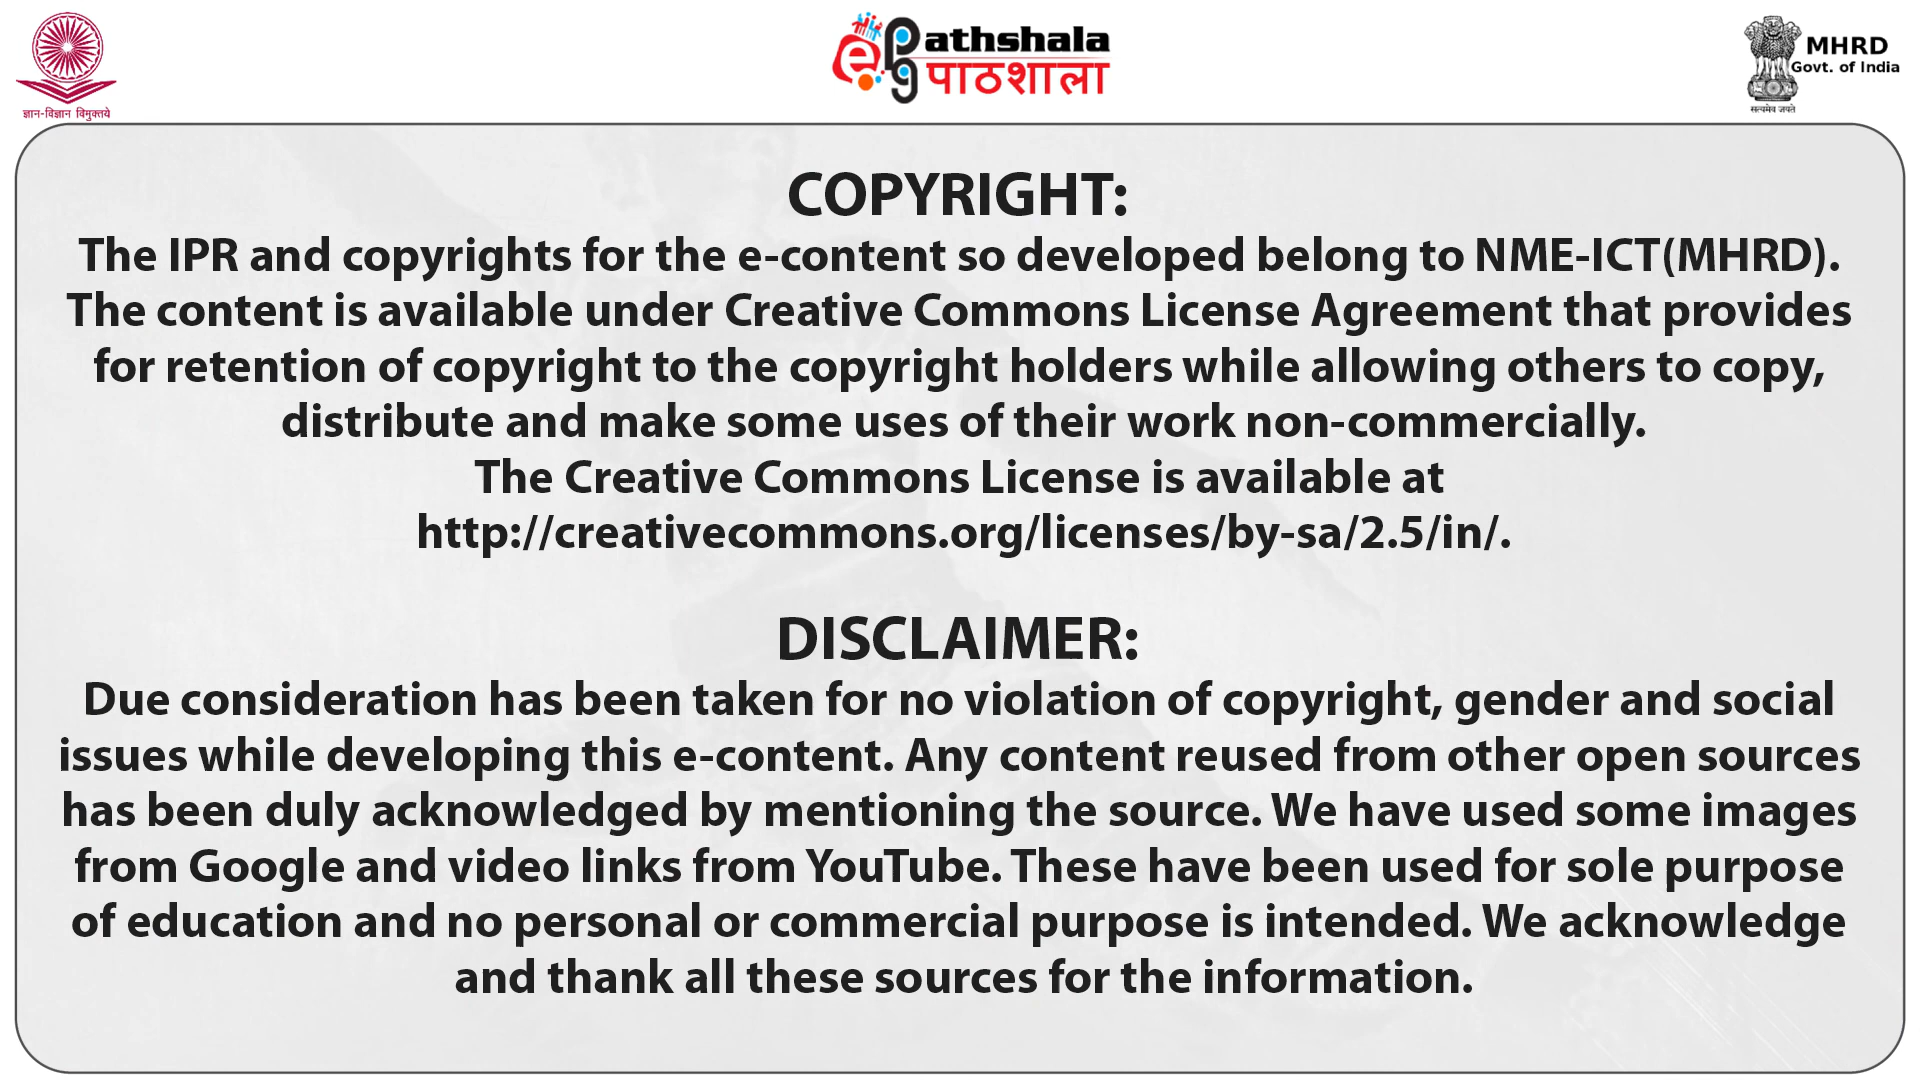 ज्ञान-विज्ञान विमुक्तये
e Pathshala
pg पाठशाला
MHRD
Govt. of India
सत्यमेव जयते
COPYRIGHT:
The IPR and copyrights for the e-content so developed belong to NME-ICT(MHRD).
The content is available under Creative Commons License Agreement that provides
for retention of copyright to the copyright holders while allowing others to copy,
distribute and make some uses of their work non-commercially.
The Creative Commons License is available at
http://creativecommons.org/licenses/by-sa/2.5/in/.
DISCLAIMER:
Due consideration has been taken for no violation of copyright, gender and social
issues while developing this e-content. Any content reused from other open sources
has been duly acknowledged by mentioning the source. We have used some images
from Google and video links from YouTube. These have been used for sole purpose
of education and no personal or commercial purpose is intended. We acknowledge
and thank all these sources for the information.